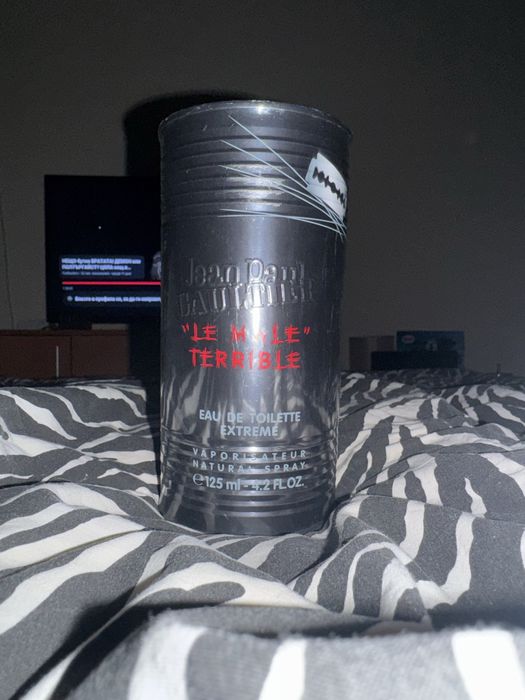 Jean Paul
GAULTIER
"LE MALE"
TERRIBLE
EAU DE TOILETTE
EXTREME
VAPORISATEUR
NATURAL SPRAY
℮ 125 ml - 4.2 FL.OZ.